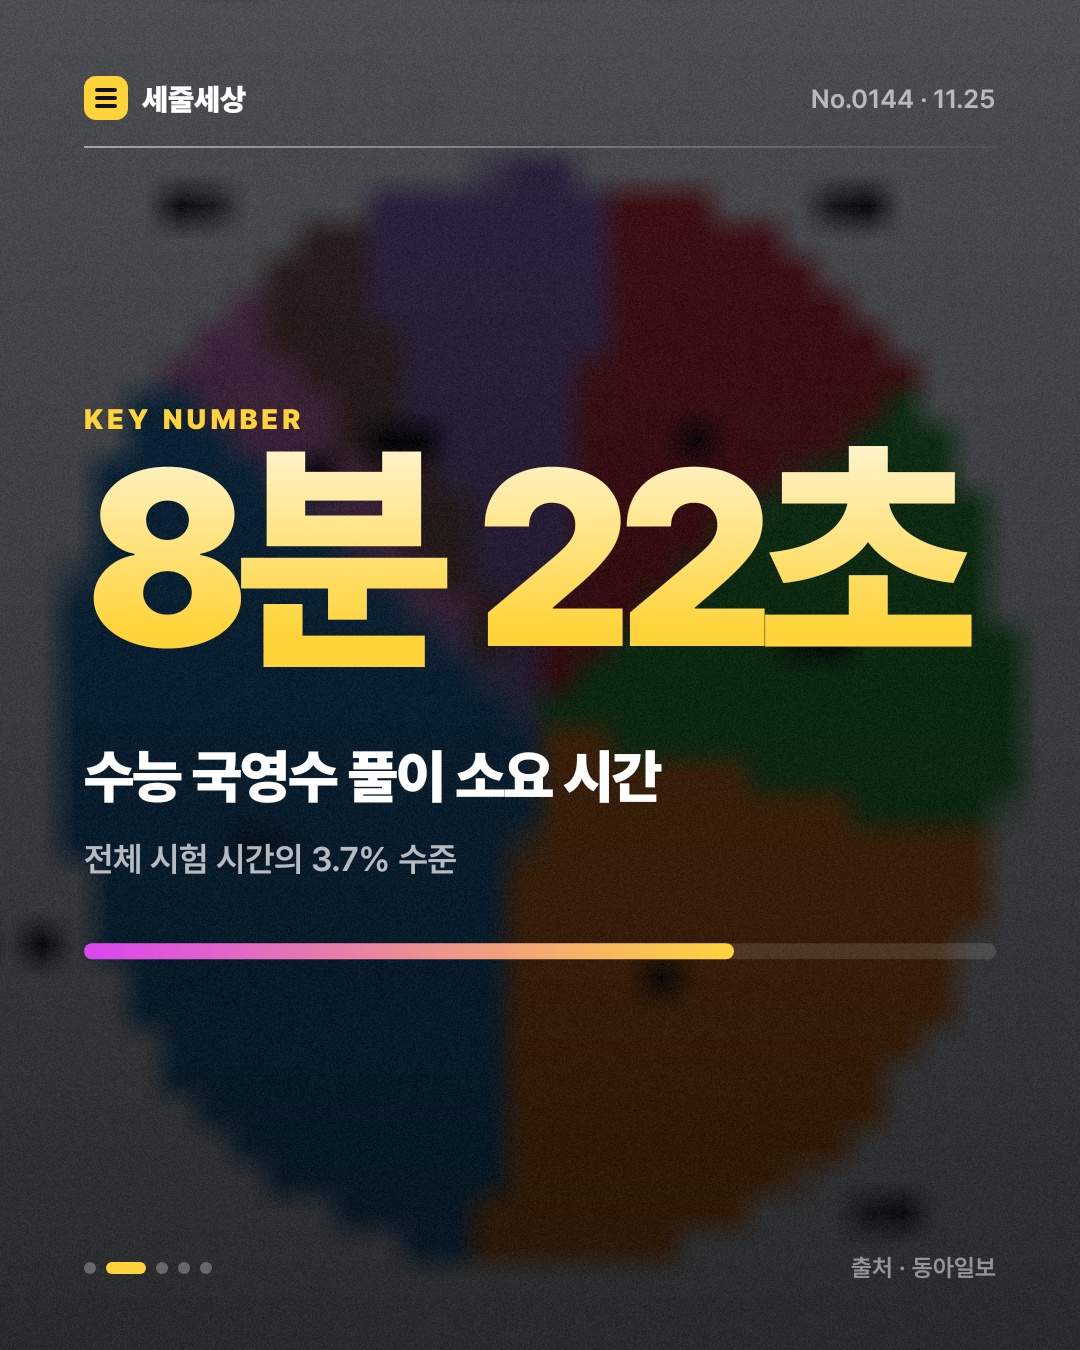 세줄세상
No.0144 · 11.25
KEY NUMBER
8분 22초
수능 국영수 풀이 소요 시간
전체 시험 시간의 3.7% 수준
출처 · 동아일보